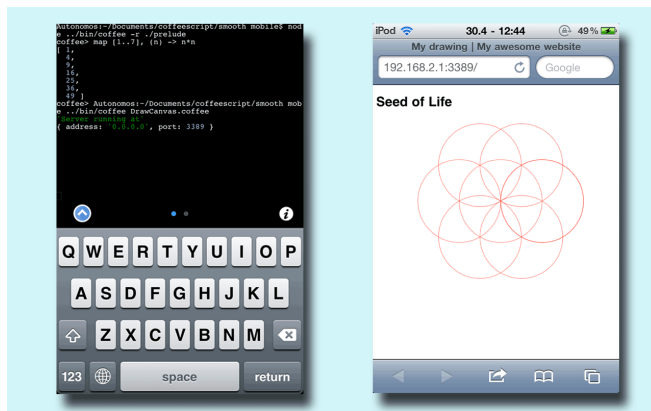 Autonomos:~/Documents/coffeescript/smooth mobile$ nod
e ../bin/coffee -r ./prelude
coffee> map [1..7], (n) -> n*n
[ 1,
4,
9,
16,
25,
36,
49 ]
coffee> Autonomos:~/Documents/coffeescript/smooth mob
e ../bin/coffee DrawCanvas.coffee
'Server running at'
{ address: '0.0.0.0', port: 3389 }
Q W E R T Y U I O P
A S D F G H J K L
Z X C V B N M
123 space return
iPod 30.4 - 12:44 49%
My drawing | My awesome website
192.168.2.1:3389/ Google
Seed of Life